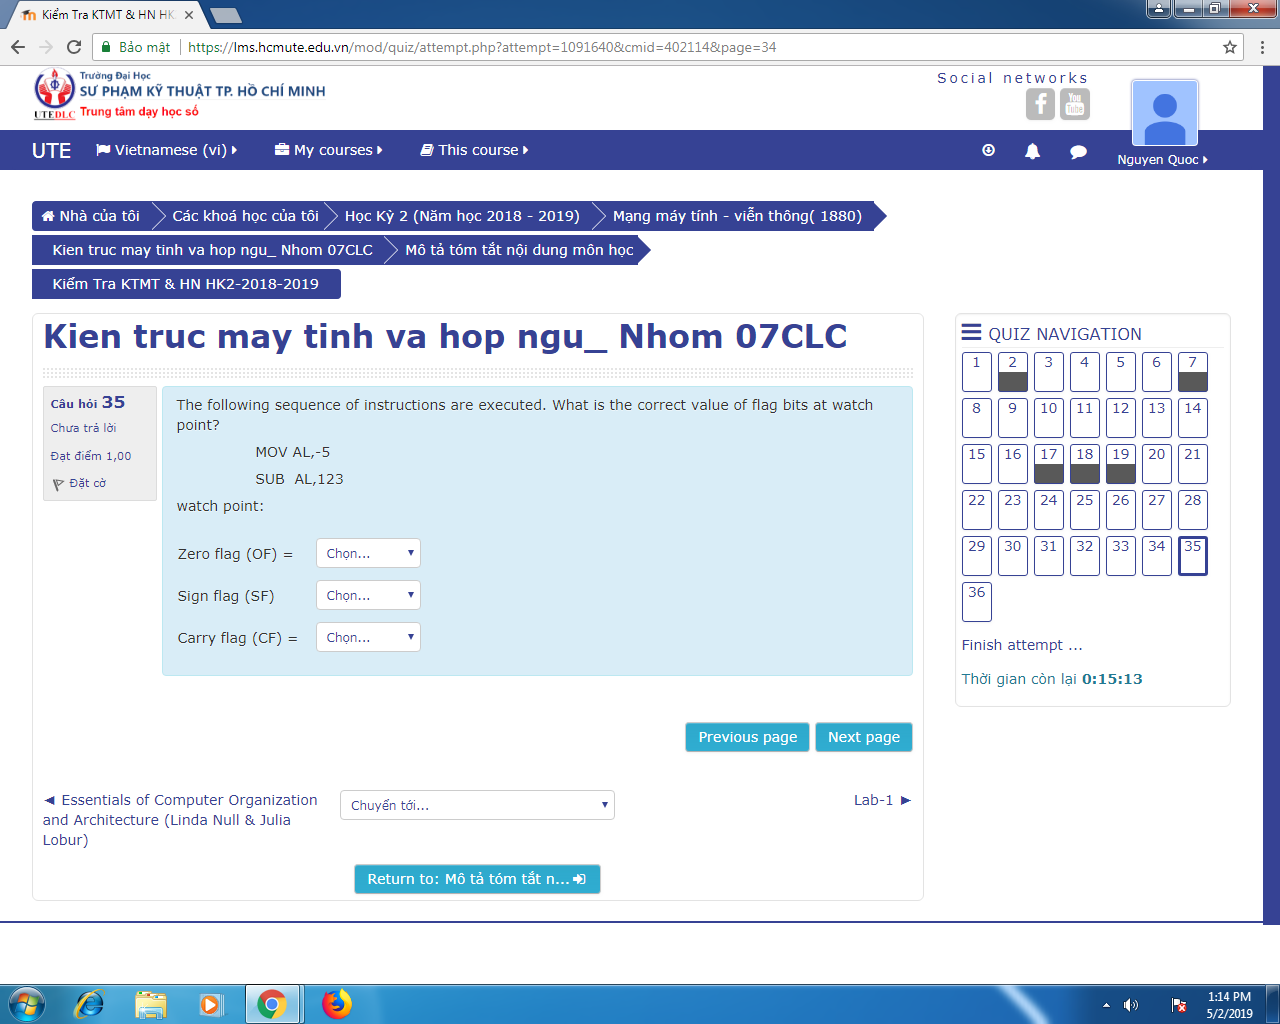 Kiểm Tra KTMT & HN HK
Bảo mật | https://lms.hcmute.edu.vn/mod/quiz/attempt.php?attempt=1091640&cmid=402114&page=34
Trường Đại Học
SƯ PHẠM KỸ THUẬT TP. HỒ CHÍ MINH
UTEDLC Trung tâm dạy học số
Social networks
You Tube
UTE Vietnamese (vi) My courses This course
Nguyen Quoc
Nhà của tôi Các khoá học của tôi Học Kỳ 2 (Năm học 2018 - 2019) Mạng máy tính - viễn thông( 1880)
Kien truc may tinh va hop ngu_ Nhom 07CLC Mô tả tóm tắt nội dung môn học
Kiểm Tra KTMT & HN HK2-2018-2019
Kien truc may tinh va hop ngu_ Nhom 07CLC
Câu hỏi 35
Chưa trả lời
Đạt điểm 1,00
Đặt cờ
The following sequence of instructions are executed. What is the correct value of flag bits at watch
point?
MOV AL,-5
SUB AL,123
watch point:
Zero flag (OF) = Chọn...
Sign flag (SF) Chọn...
Carry flag (CF) = Chọn...
Previous page Next page
◄ Essentials of Computer Organization
and Architecture (Linda Null & Julia
Lobur)
Chuyển tới...
Lab-1 ►
Return to: Mô tả tóm tắt n...
QUIZ NAVIGATION
1 2 3 4 5 6 7
8 9 10 11 12 13 14
15 16 17 18 19 20 21
22 23 24 25 26 27 28
29 30 31 32 33 34 35
36
Finish attempt ...
Thời gian còn lại 0:15:13
1:14 PM
5/2/2019